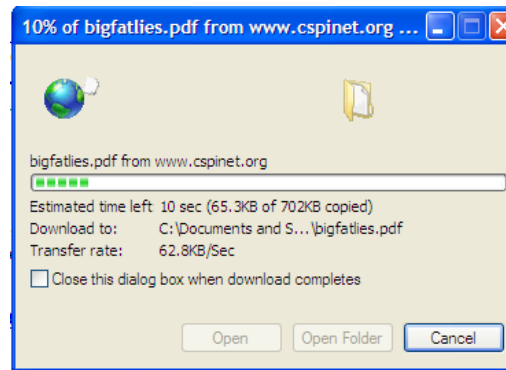 10% of bigfatlies.pdf from www.cspinet.org ...
bigfatlies.pdf from www.cspinet.org
Estimated time left 10 sec (65.3KB of 702KB copied)
Download to: C:\Documents and S...\bigfatlies.pdf
Transfer rate: 62.8KB/Sec
Close this dialog box when download completes
Open Open Folder Cancel